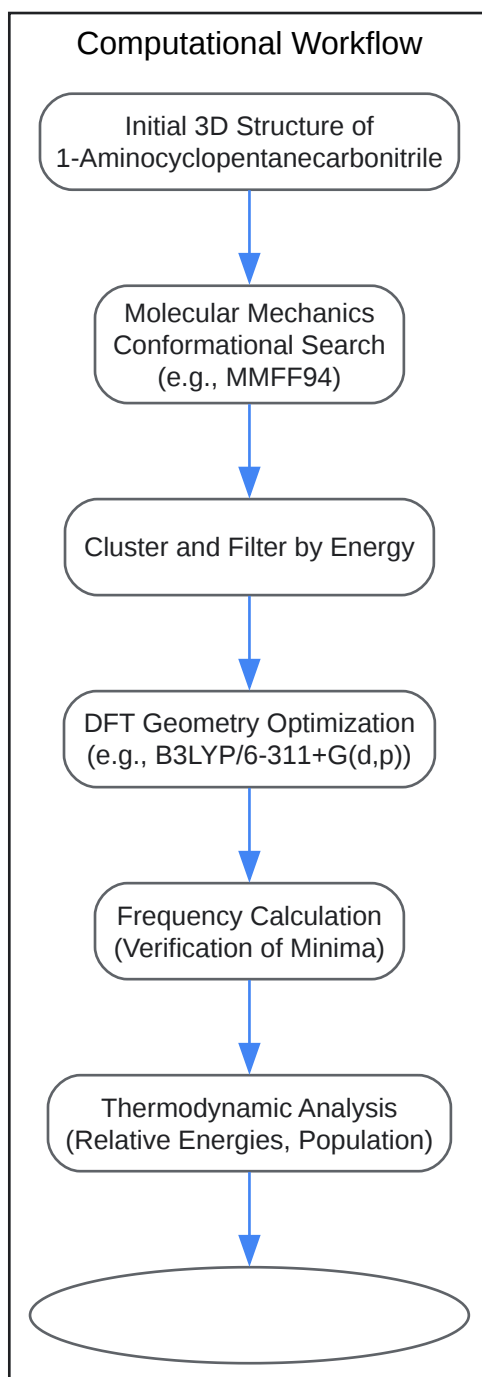 Computational Workflow
Initial 3D Structure of
1-Aminocyclopentanecarbonitrile
Molecular Mechanics
Conformational Search
(e.g., MMFF94)
Cluster and Filter by Energy
DFT Geometry Optimization
(e.g., B3LYP/6-311+G(d,p))
Frequency Calculation
(Verification of Minima)
Thermodynamic Analysis
(Relative Energies, Population)